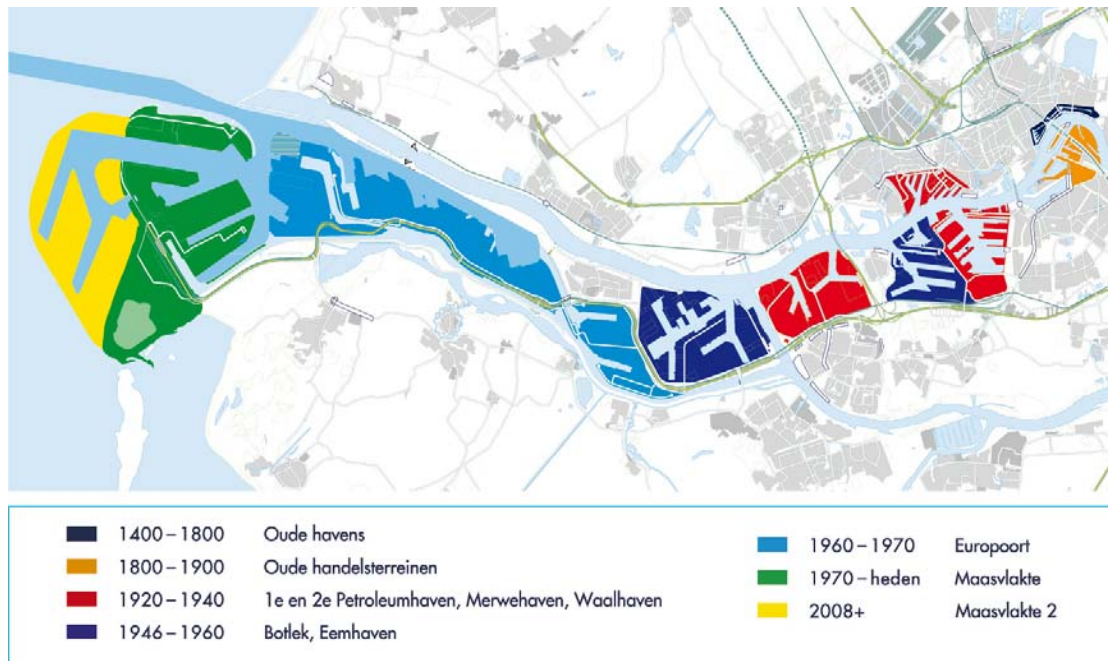 1400–1800 Oude havens
1800–1900 Oude handelsterreinen
1920–1940 1e en 2e Petroleumhaven, Merwehaven, Waalhaven
1946–1960 Botlek, Eemhaven
1960–1970 Europoort
1970–heden Maasvlakte
2008+ Maasvlakte 2